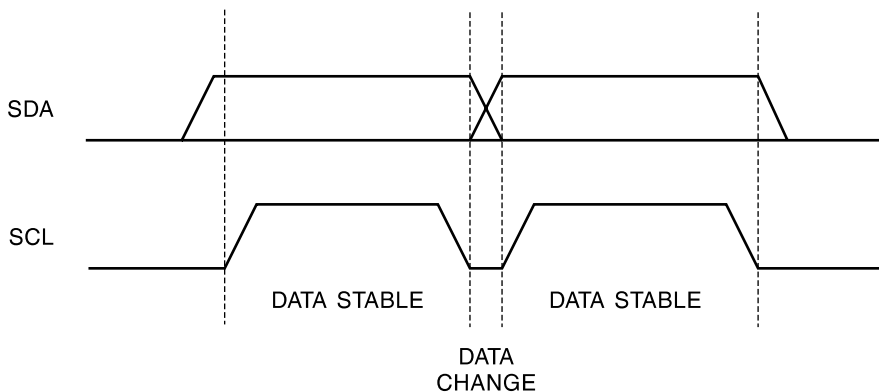 SDA
SCL
DATA STABLE
DATA STABLE
DATA
CHANGE